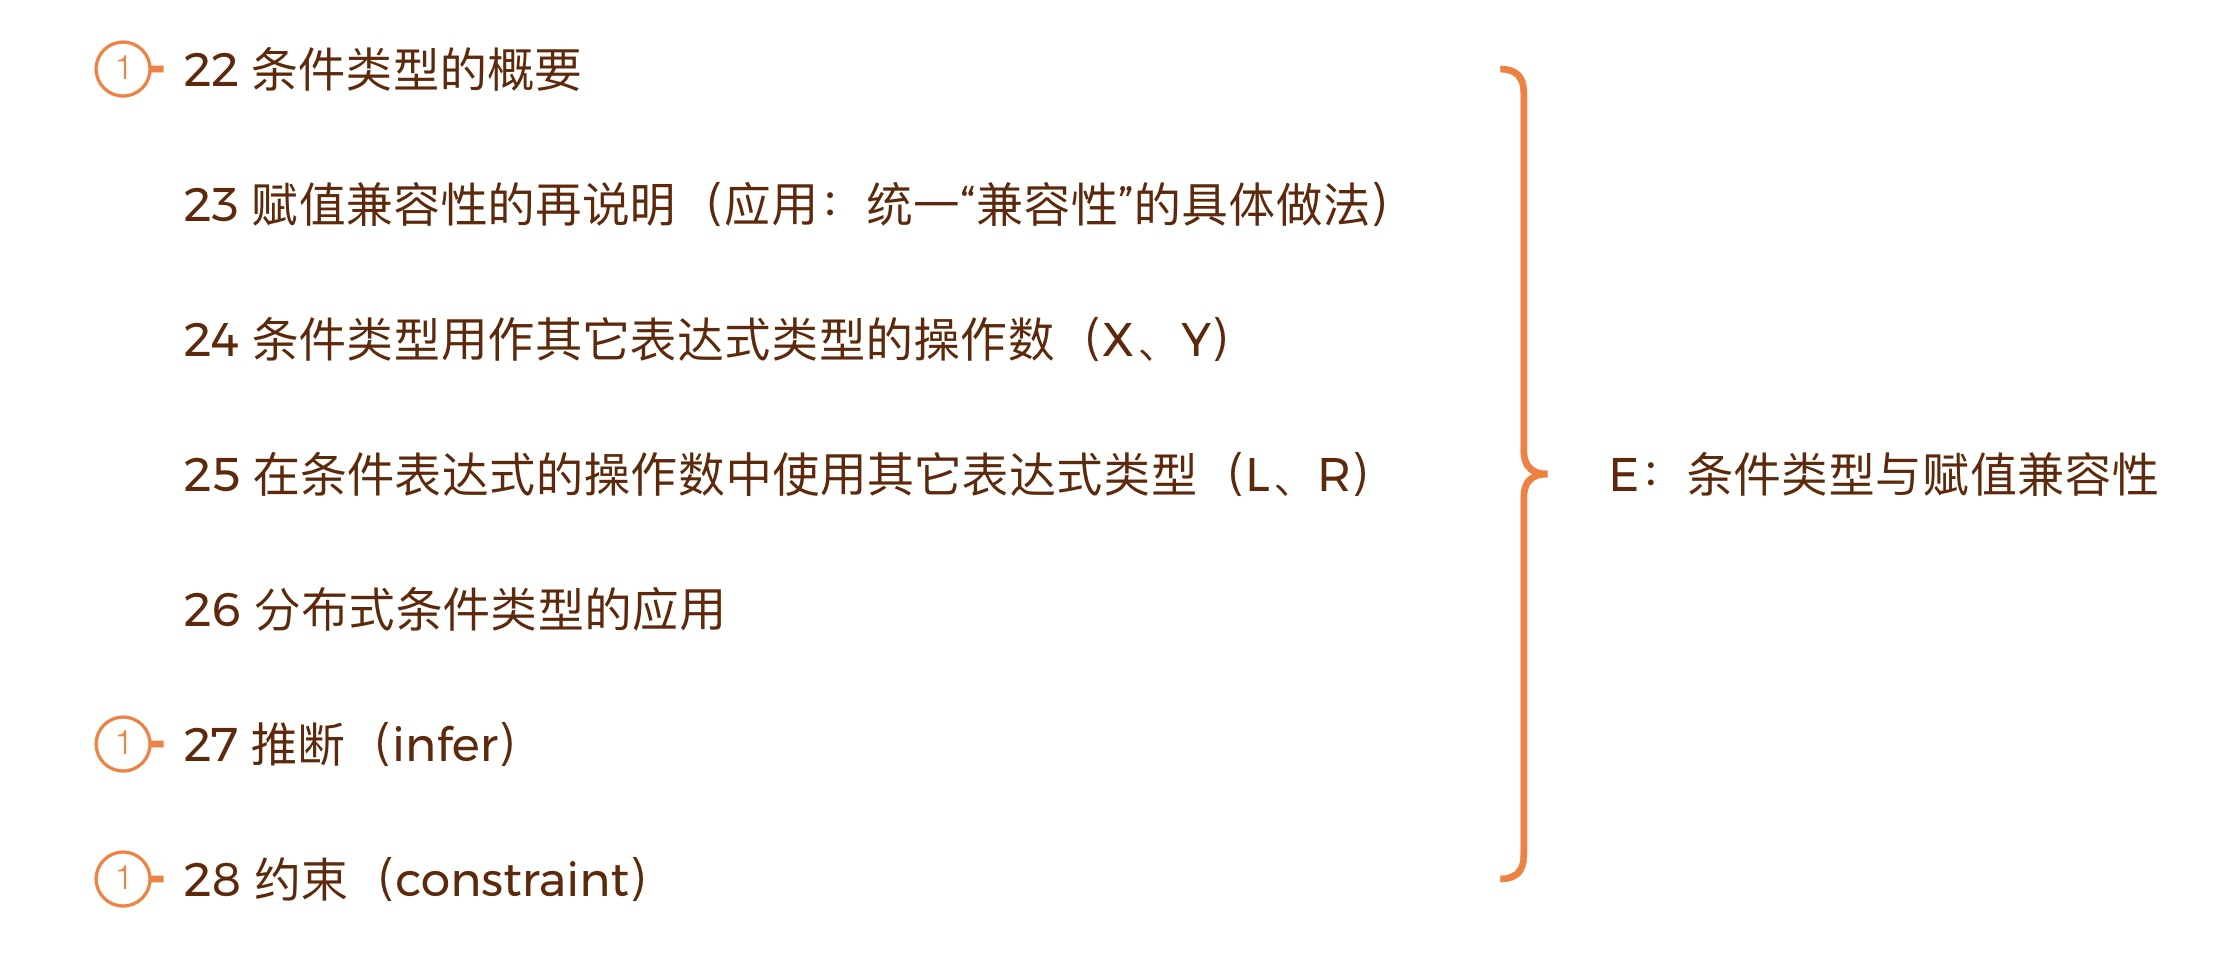 ① 22 条件类型的概要
23 赋值兼容性的再说明（应用：统一“兼容性”的具体做法）
24 条件类型用作其它表达式类型的操作数（X、Y）
25 在条件表达式的操作数中使用其它表达式类型（L、R）
E：条件类型与赋值兼容性
26 分布式条件类型的应用
① 27 推断（infer）
① 28 约束（constraint）